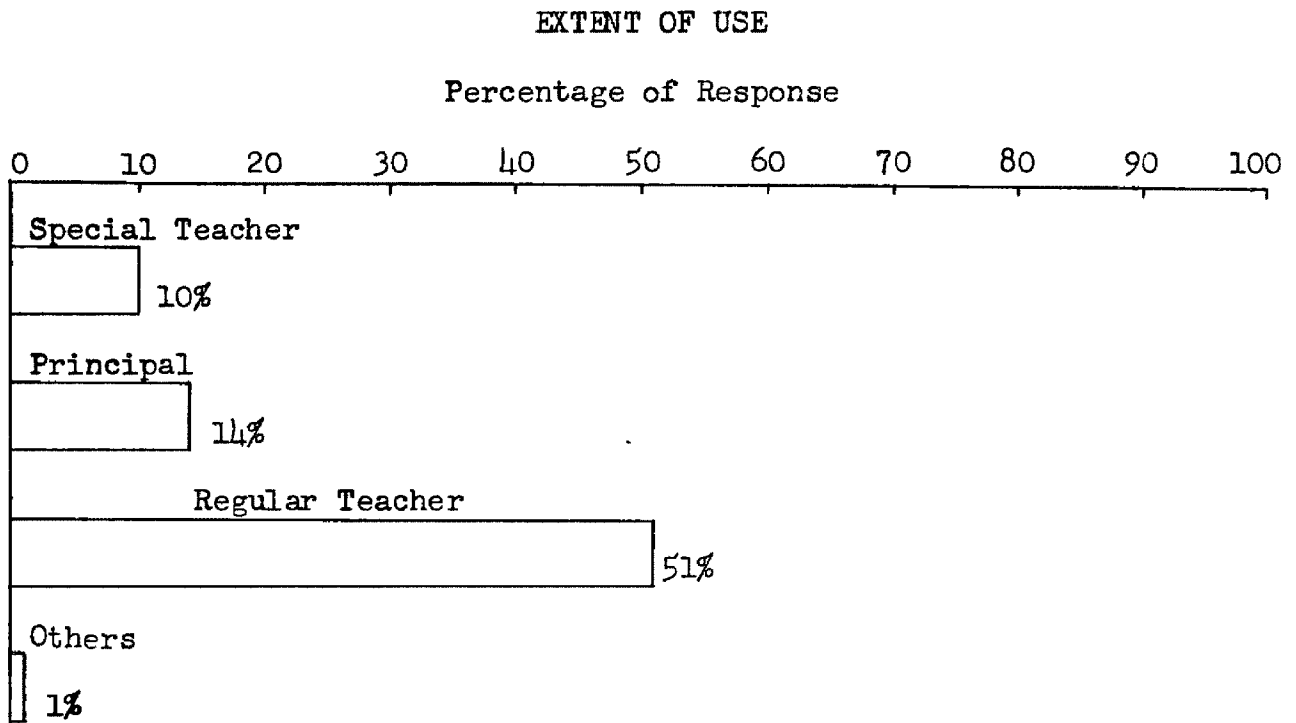 EXTENT OF USE
Percentage of Response
0 10 20 30 40 50 60 70 80 90 100
Special Teacher
10%
Principal
14%
Regular Teacher
51%
Others
1%